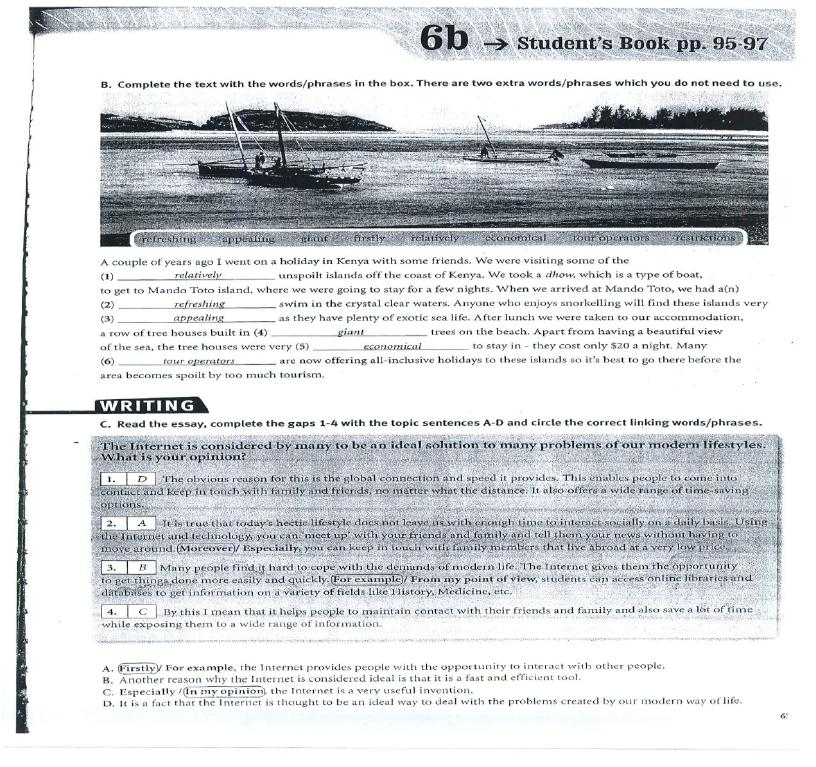 6b → Student's Book pp. 95-97
B. Complete the text with the words/phrases in the box. There are two extra words/phrases which you do not need to use.
refreshing appealing giant firstly relatively economical tour operators restrictions
A couple of years ago I went on a holiday in Kenya with some friends. We were visiting some of the
(1) relatively unspoilt islands off the coast of Kenya. We took a dhow, which is a type of boat,
to get to Mando Toto island, where we were going to stay for a few nights. When we arrived at Mando Toto, we had a(n)
(2) refreshing swim in the crystal clear waters. Anyone who enjoys snorkelling will find these islands very
(3) appealing as they have plenty of exotic sea life. After lunch we were taken to our accommodation,
a row of tree houses built in (4) giant trees on the beach. Apart from having a beautiful view
of the sea, the tree houses were very (5) economical to stay in - they cost only $20 a night. Many
(6) tour operators are now offering all-inclusive holidays to these islands so it's best to go there before the
area becomes spoilt by too much tourism.
WRITING
C. Read the essay, complete the gaps 1-4 with the topic sentences A-D and circle the correct linking words/phrases.
The Internet is considered by many to be an ideal solution to many problems of our modern lifestyles.
What is your opinion?
1. D The obvious reason for this is the global connection and speed it provides. This enables people to come into
contact and keep in touch with family and friends, no matter what the distance. It also offers a wide range of time-saving
options.
2. A It is true that today's hectic lifestyle does not leave us with enough time to interact socially on a daily basis. Using
the Internet and technology, you can 'meet up' with your friends and family and tell them your news without having to
move around. Moreover / Especially, you can keep in touch with family members that live abroad at a very low price.
3. B Many people find it hard to cope with the demands of modern life. The Internet gives them the opportunity
to get things done more easily and quickly. For example / From my point of view, students can access online libraries and
databases to get information on a variety of fields like History, Medicine, etc.
4. C By this I mean that it helps people to maintain contact with their friends and family and also save a lot of time
while exposing them to a wide range of information.
A. Firstly / For example, the Internet provides people with the opportunity to interact with other people.
B. Another reason why the Internet is considered ideal is that it is a fast and efficient tool.
C. Especially / In my opinion, the Internet is a very useful invention.
D. It is a fact that the Internet is thought to be an ideal way to deal with the problems created by our modern way of life.